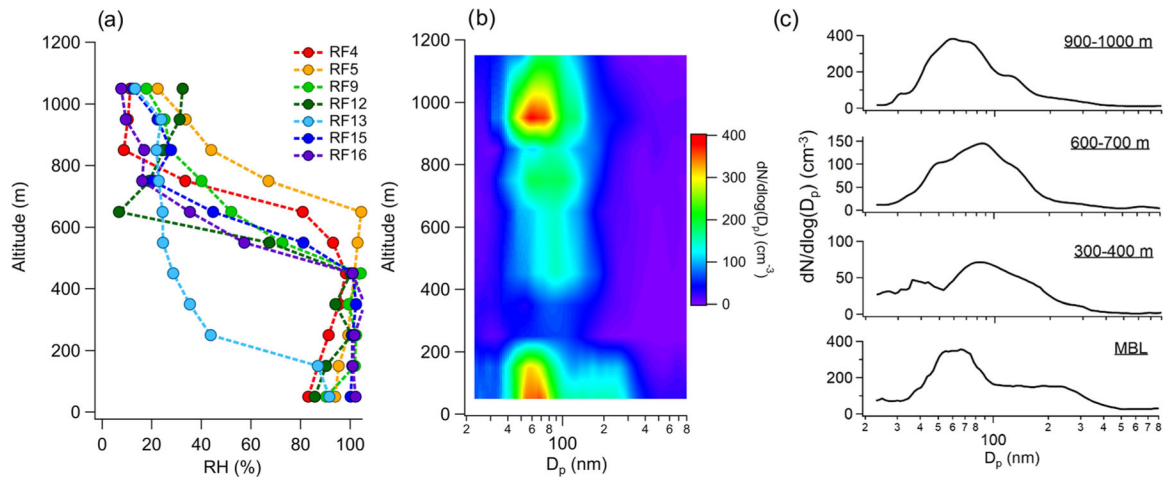 (a)
1200
1000
800
600
400
200
0
Altitude (m)
0 20 40 60 80 100
RH (%)
RF4
RF5
RF9
RF12
RF13
RF15
RF16
(b)
1200
1000
800
600
400
200
0
Altitude (m)
2 4 6 8 100 2 4 6 8
Dₚ (nm)
400
300
200
100
0
dN/dlog(Dₚ) (cm⁻³)
(c)
dN/dlog(Dₚ) (cm⁻³)
900-1000 m
400
200
0
600-700 m
150
100
50
0
300-400 m
100
50
0
MBL
400
200
0
2 3 4 5 6 7 8 100 2 3 4 5 6 7 8
Dₚ (nm)